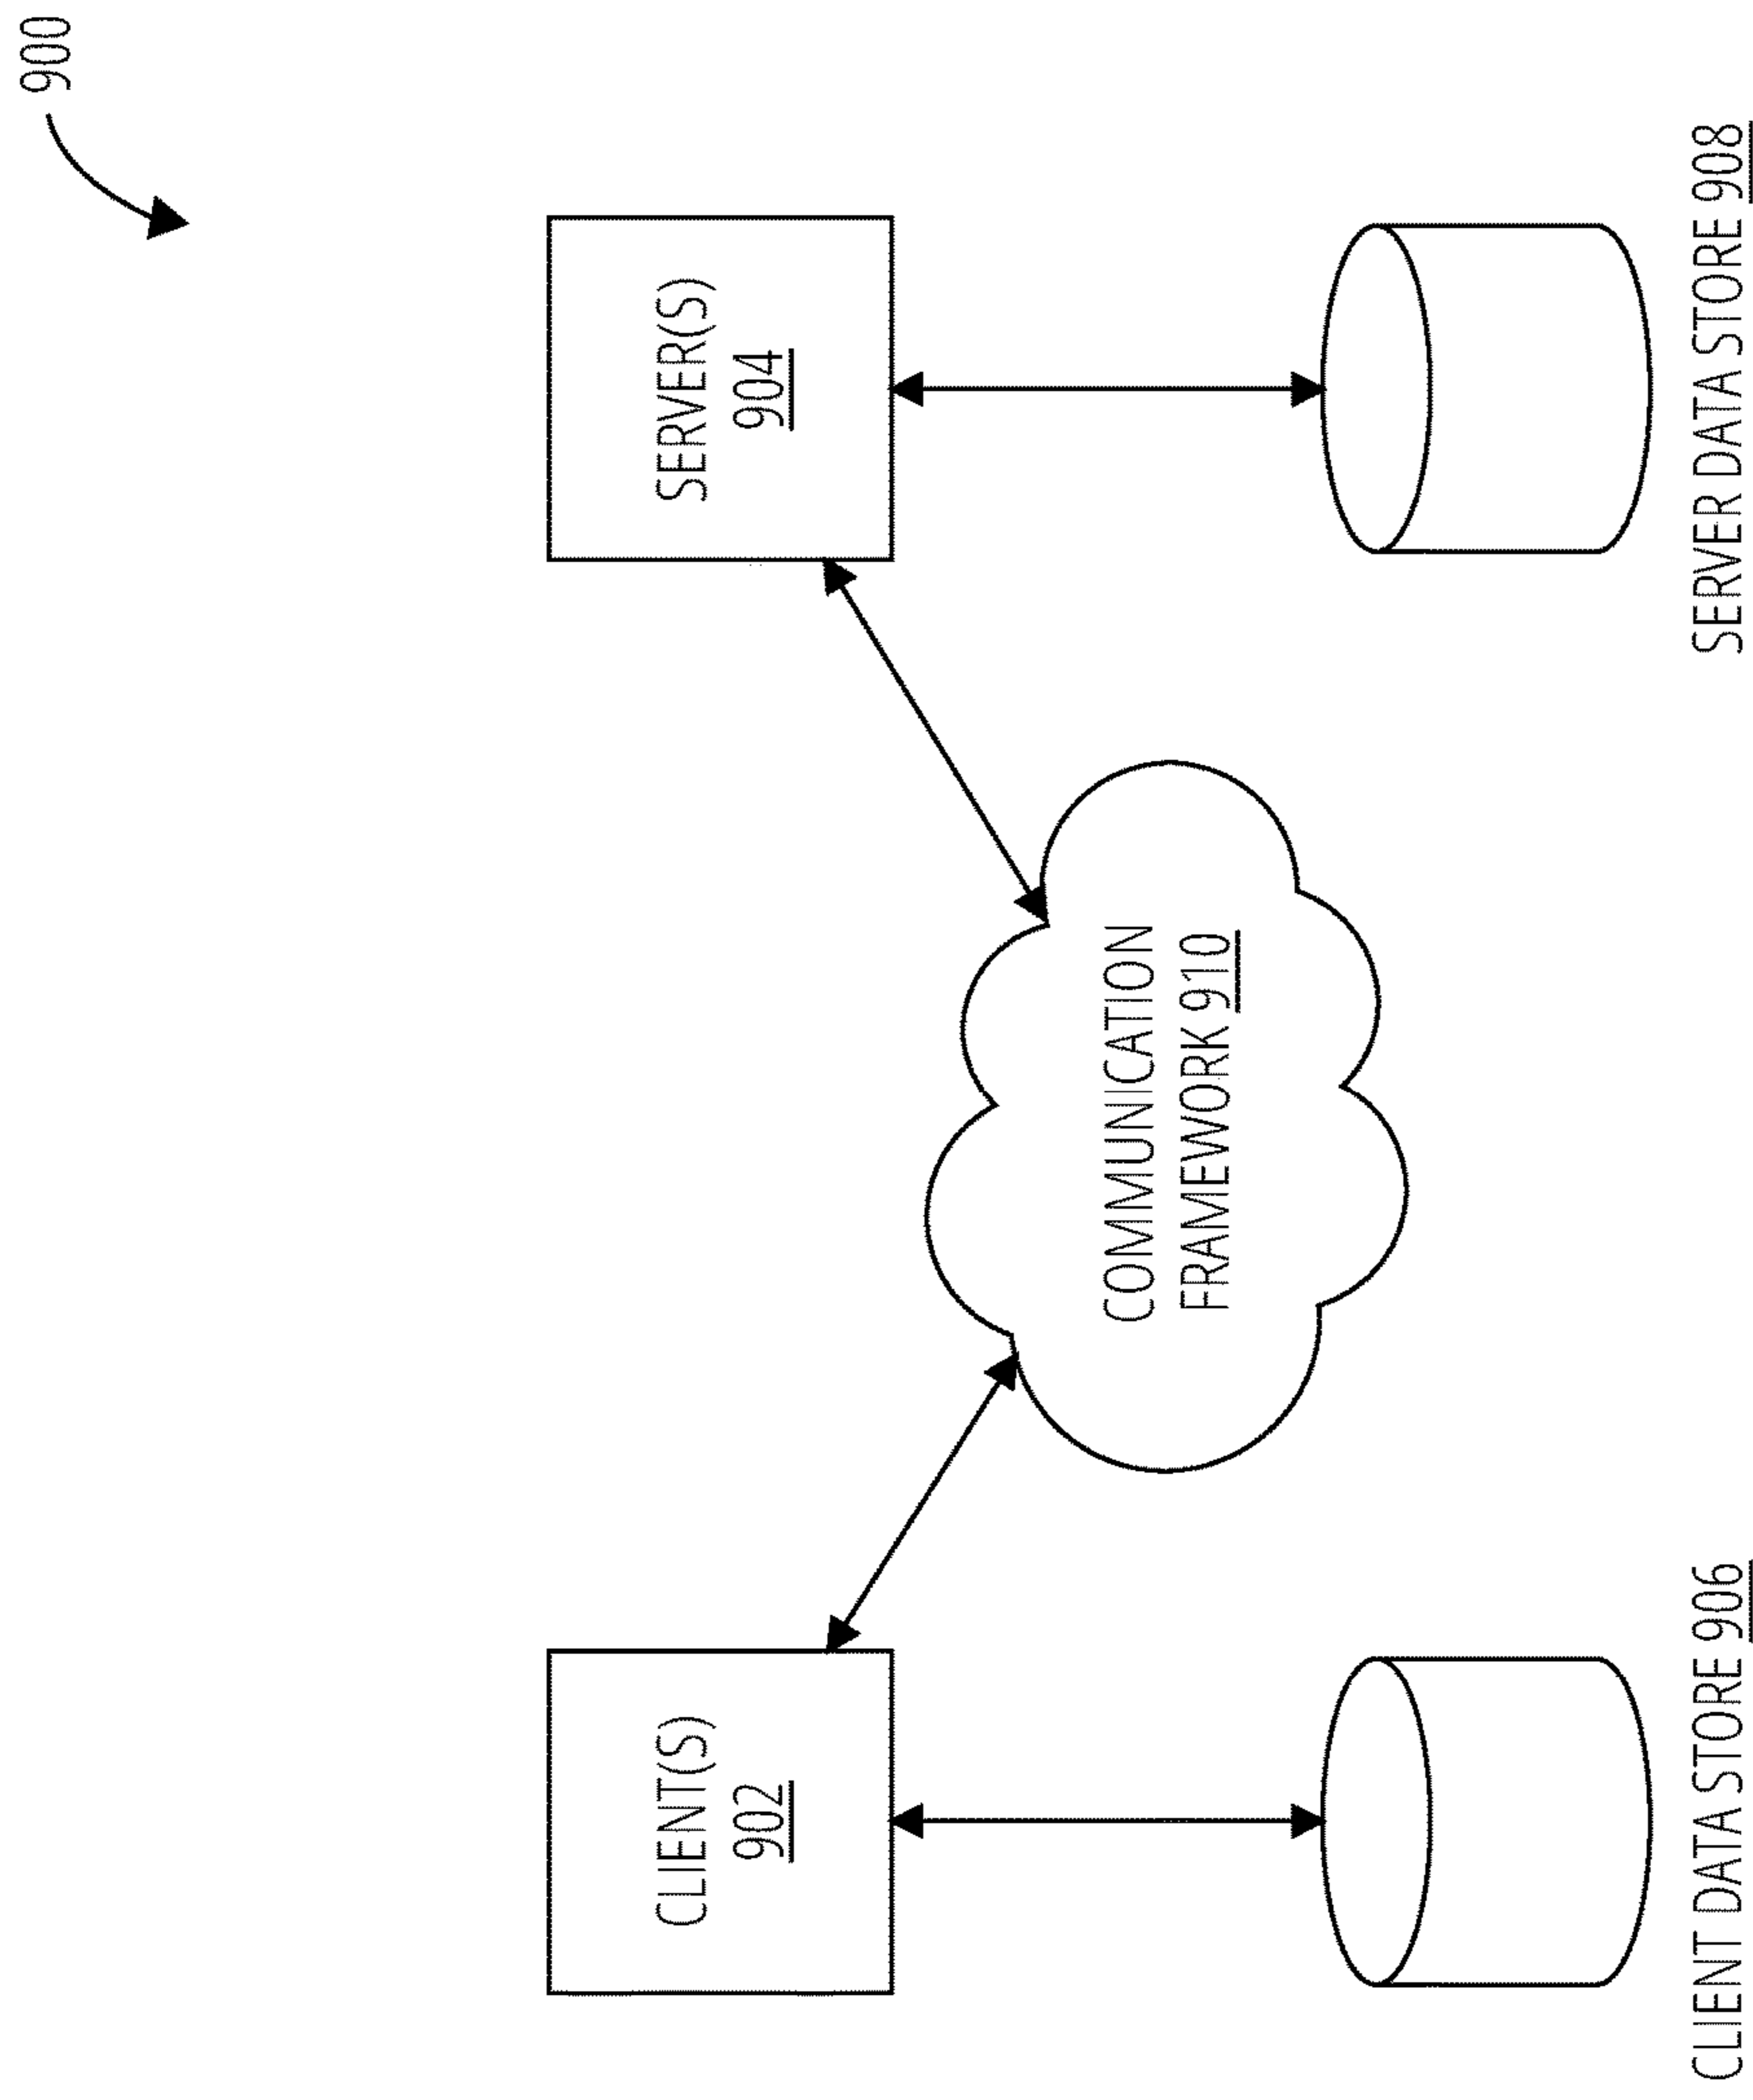 900
CLIENT(S)
902
SERVER(S)
904
COMMUNICATION
FRAMEWORK 910
CLIENT DATA STORE 906
SERVER DATA STORE 908